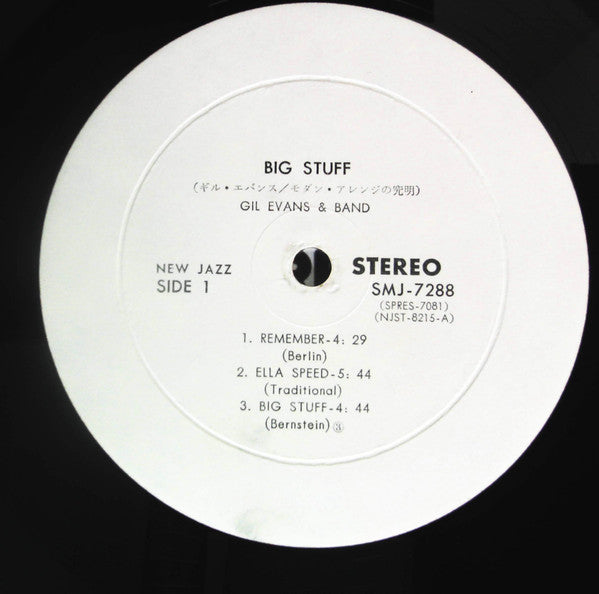 BIG STUFF
(ギル・エバンス／モダン・アレンジの究明)
GIL EVANS & BAND
NEW JAZZ
SIDE 1
STEREO
SMJ-7288
(SPRES-7081)
(NJST-8215-A)
1. REMEMBER-4: 29
(Berlin)
2. ELLA SPEED-5: 44
(Traditional)
3. BIG STUFF-4: 44
(Bernstein) ③